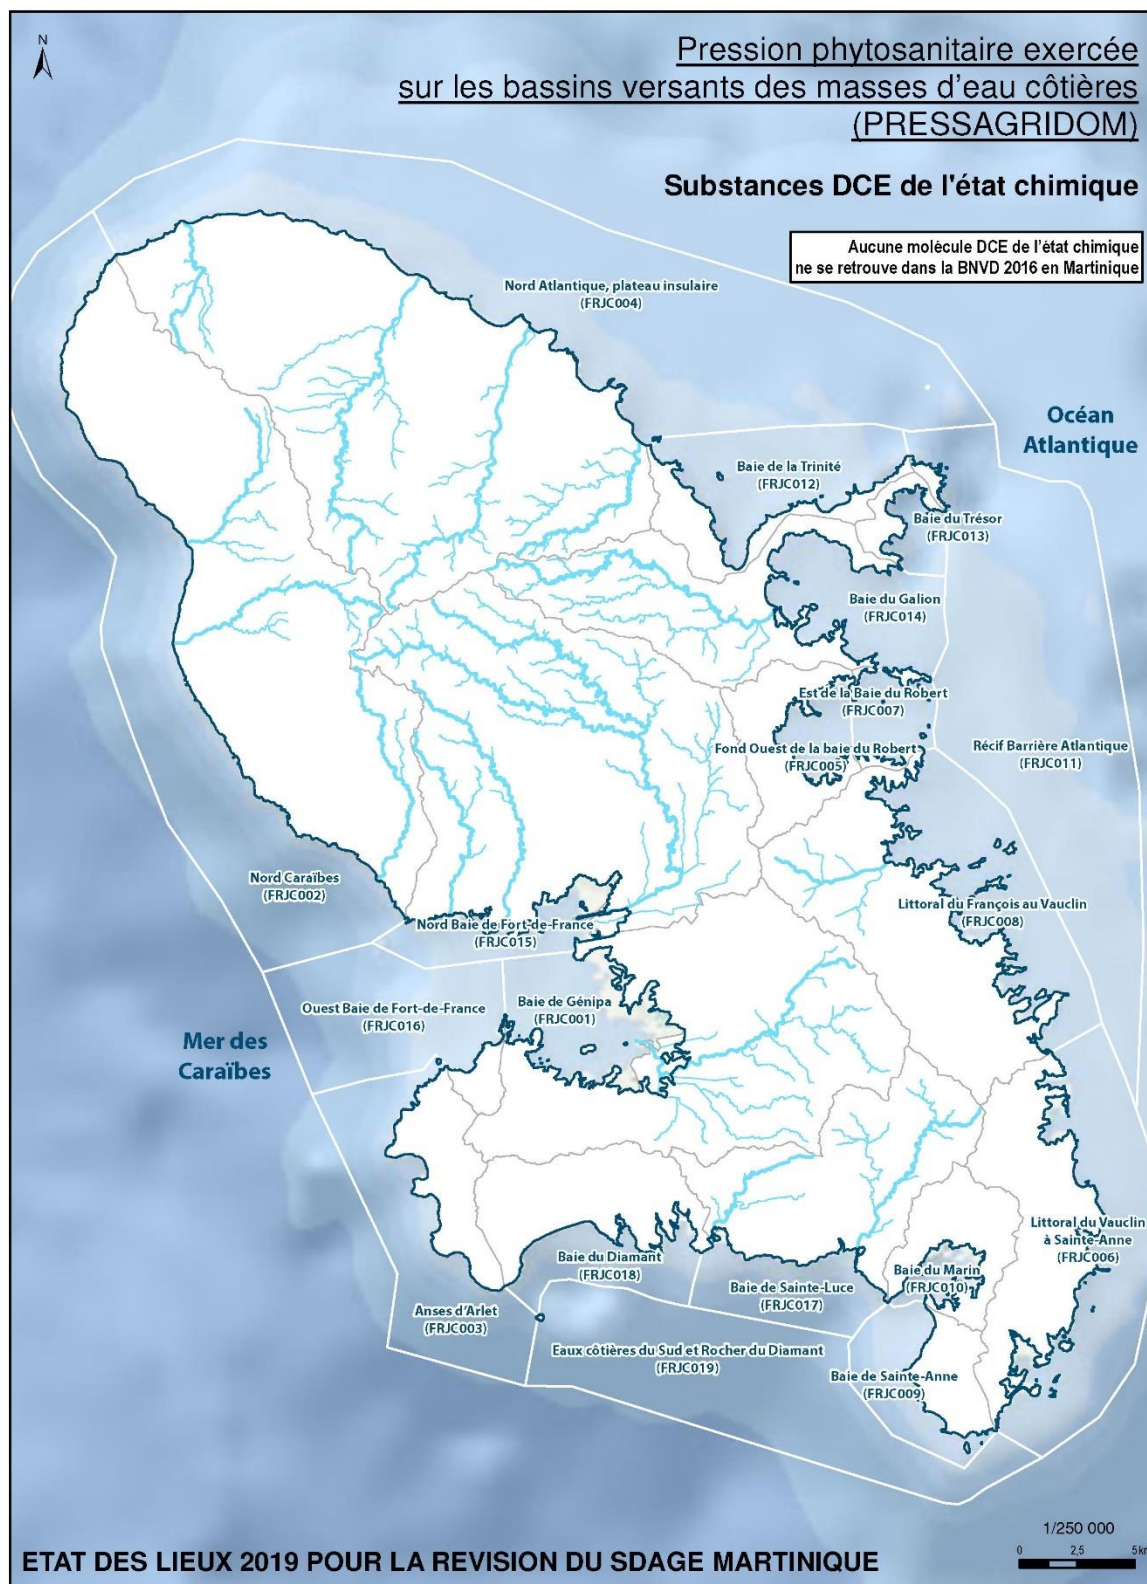 N
Pression phytosanitaire exercée
sur les bassins versants des masses d'eau côtières
(PRESSAGRIDOM)
Substances DCE de l'état chimique
Aucune molécule DCE de l'état chimique
ne se retrouve dans la BNVD 2016 en Martinique
Nord Atlantique, plateau insulaire
(FRJC004)
Océan
Atlantique
Baie de la Trinité
(FRJC012)
Baie du Trésor
(FRJC013)
Baie du Galion
(FRJC014)
Est de la Baie du Robert
(FRJC007)
Fond Ouest de la baie du Robert
(FRJC005)
Récif Barrière Atlantique
(FRJC011)
Nord Caraïbes
(FRJC002)
Littoral du François au Vauclin
(FRJC008)
Nord Baie de Fort-de-France
(FRJC015)
Ouest Baie de Fort-de-France
(FRJC016)
Baie de Génipa
(FRJC001)
Mer des
Caraïbes
Littoral du Vauclin
à Sainte-Anne
(FRJC006)
Baie du Diamant
(FRJC018)
Baie du Marin
(FRJC010)
Baie de Sainte-Luce
(FRJC017)
Anses d'Arlet
(FRJC003)
Eaux côtières du Sud et Rocher du Diamant
(FRJC019)
Baie de Sainte-Anne
(FRJC009)
1/250 000
0 2,5 5km
ETAT DES LIEUX 2019 POUR LA REVISION DU SDAGE MARTINIQUE